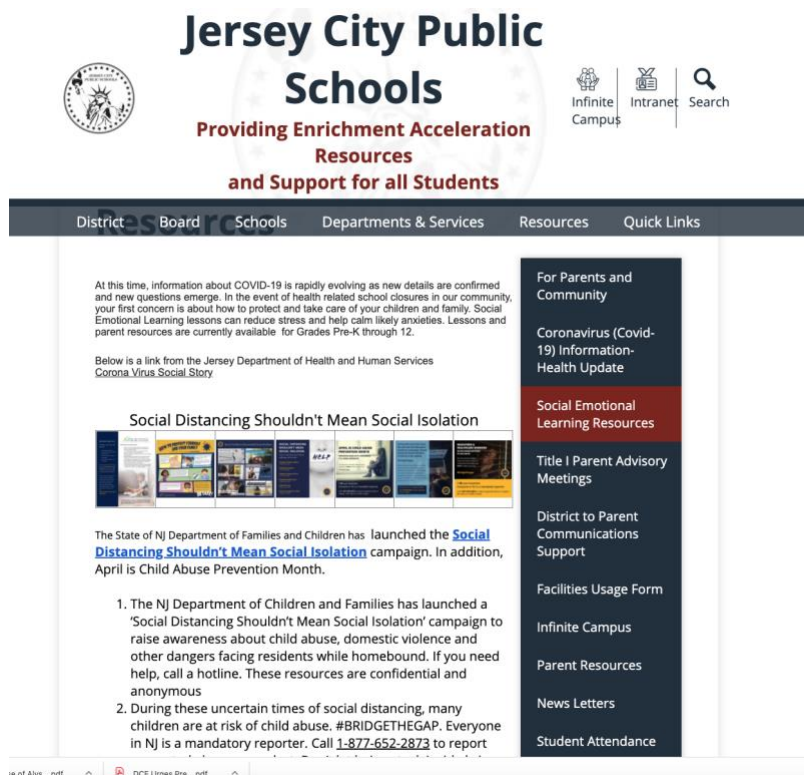 Jersey City Public
Schools
Providing Enrichment Acceleration
Resources
and Support for all Students
Infinite
Campus
Intranet
Search
District Board Schools Departments & Services Resources Quick Links
Resources
At this time, information about COVID-19 is rapidly evolving as new details are confirmed
and new questions emerge. In the event of health related school closures in our community,
your first concern is about how to protect and take care of your children and family. Social
Emotional Learning lessons can reduce stress and help calm likely anxieties. Lessons and
parent resources are currently available for Grades Pre-K through 12.
Below is a link from the Jersey Department of Health and Human Services
Corona Virus Social Story
Social Distancing Shouldn't Mean Social Isolation
HELP
The State of NJ Department of Families and Children has launched the Social
Distancing Shouldn't Mean Social Isolation campaign. In addition,
April is Child Abuse Prevention Month.
1. The NJ Department of Children and Families has launched a
'Social Distancing Shouldn't Mean Social Isolation' campaign to
raise awareness about child abuse, domestic violence and
other dangers facing residents while homebound. If you need
help, call a hotline. These resources are confidential and
anonymous
2. During these uncertain times of social distancing, many
children are at risk of child abuse. #BRIDGETHEGAP. Everyone
in NJ is a mandatory reporter. Call 1-877-652-2873 to report
For Parents and
Community
Coronavirus (Covid-
19) Information-
Health Update
Social Emotional
Learning Resources
Title I Parent Advisory
Meetings
District to Parent
Communications
Support
Facilities Usage Form
Infinite Campus
Parent Resources
News Letters
Student Attendance